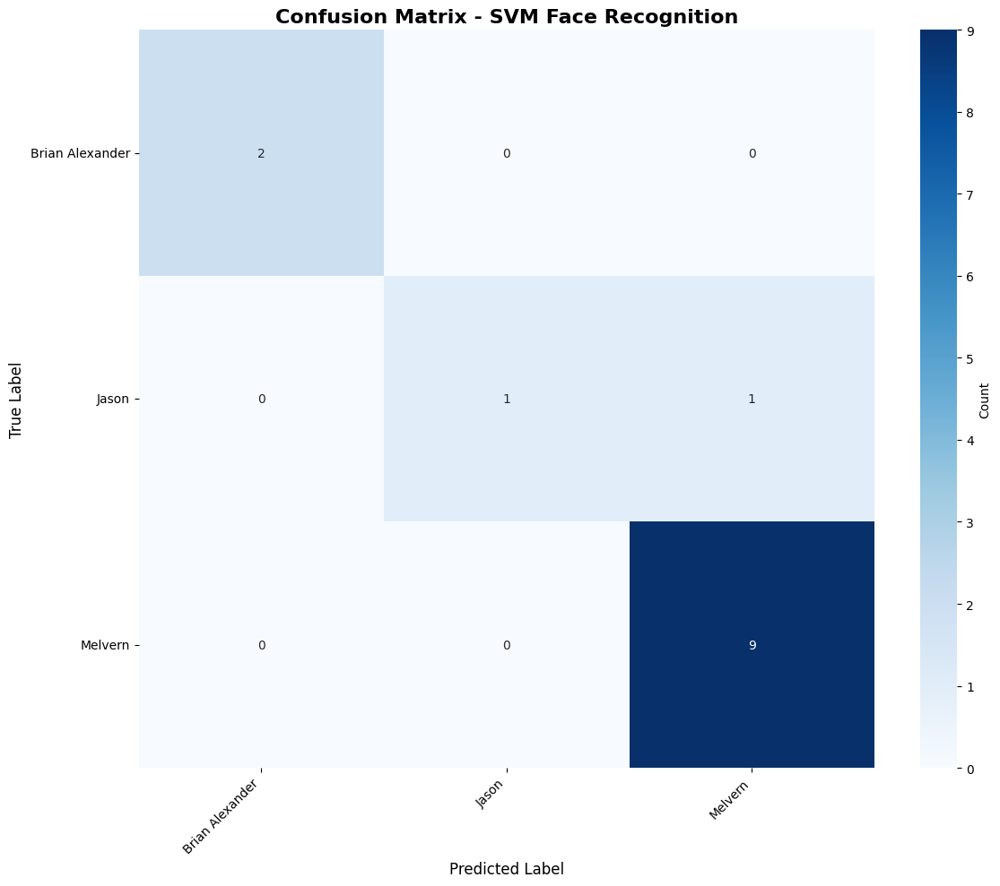 Confusion Matrix - SVM Face Recognition
True Label
Brian Alexander
2 0 0
Jason
0 1 1
Melvern
0 0 9
Brian Alexander
Jason
Melvern
Predicted Label
9
8
7
6
5
4
3
2
1
0
Count